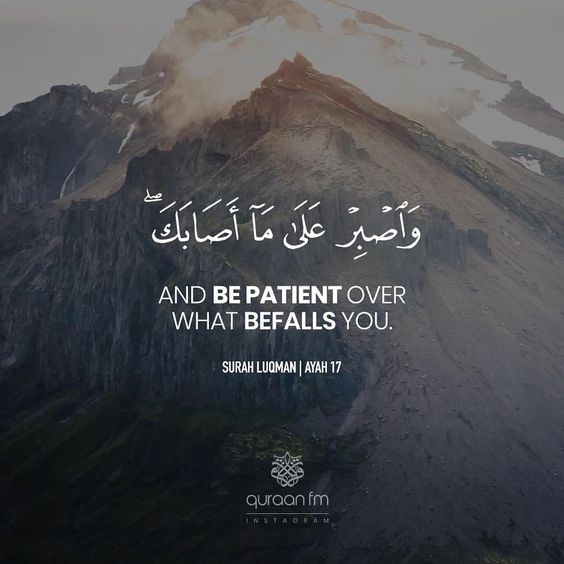 وَٱصۡبِرۡ عَلَىٰ مَآ أَصَابَكَۖ
AND BE PATIENT OVER
WHAT BEFALLS YOU.
SURAH LUQMAN | AYAH 17
quraan fm
INSTAGRAM